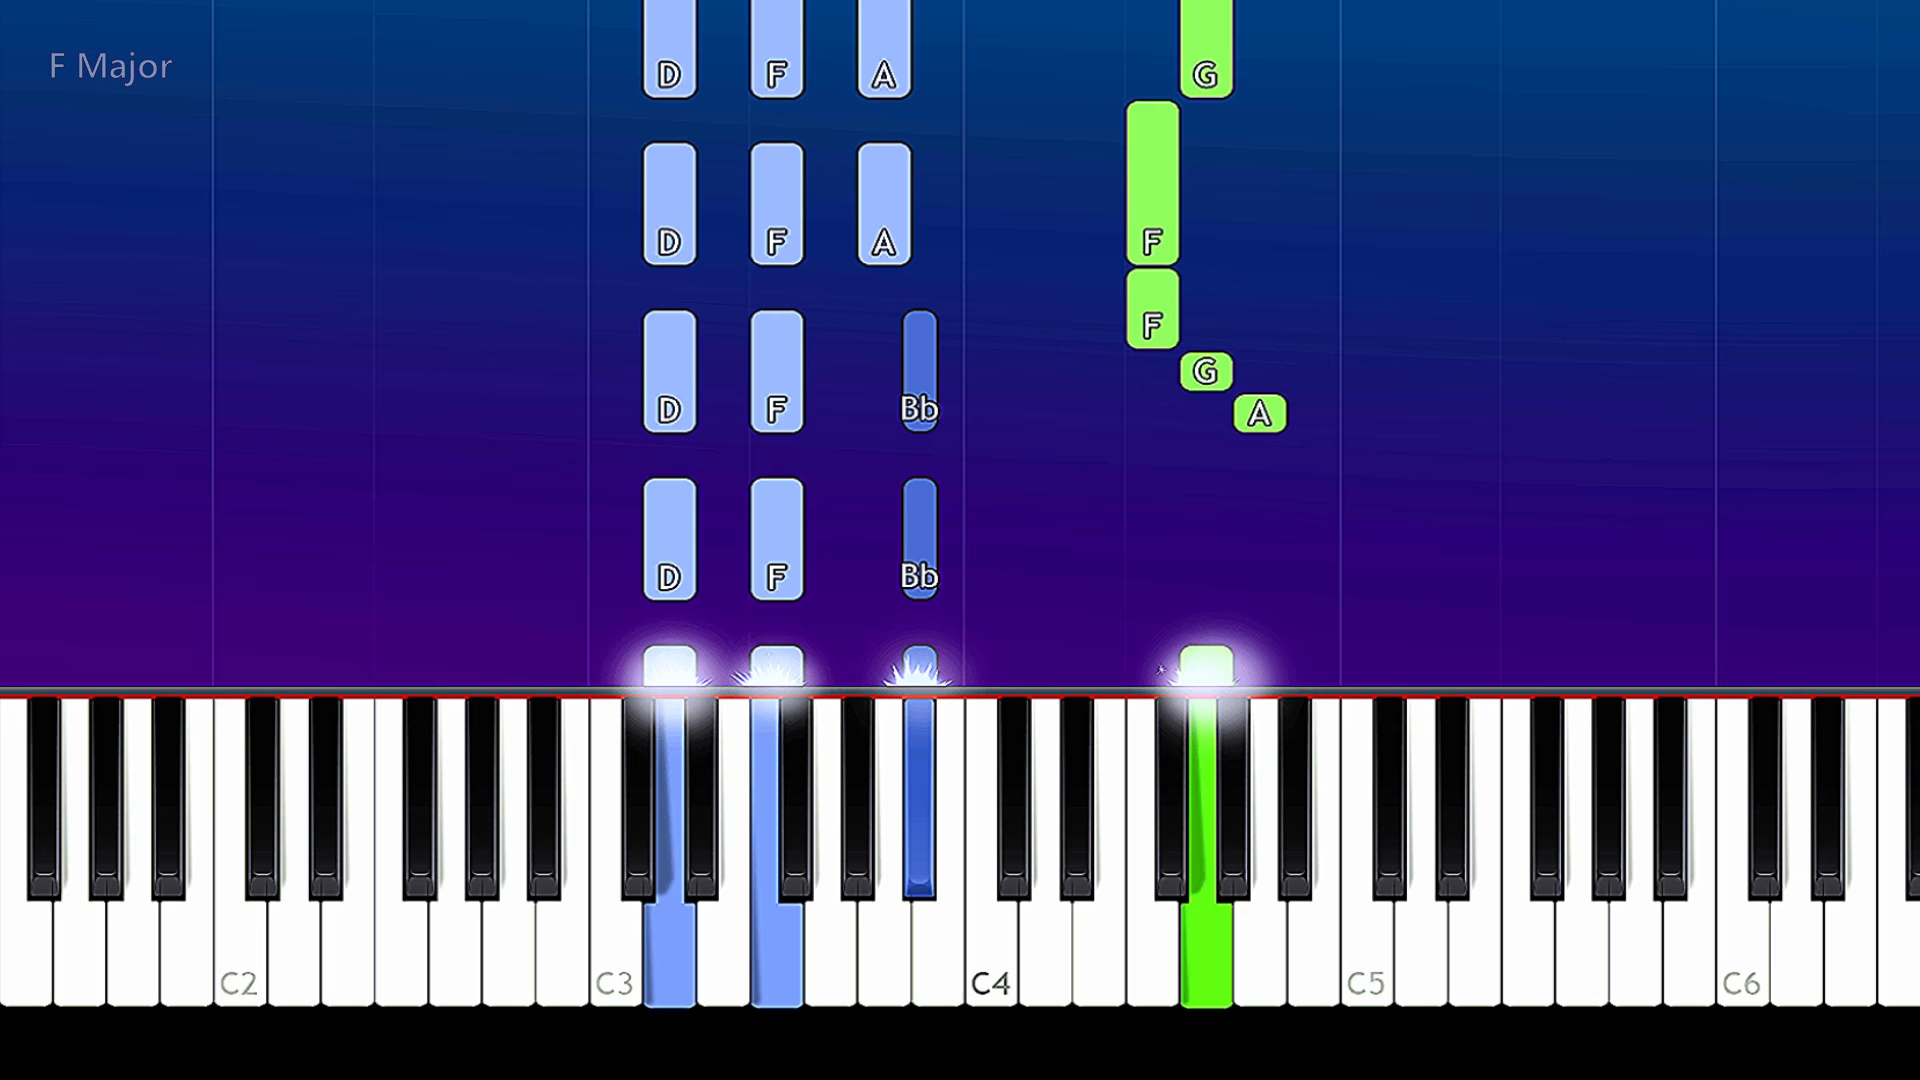 F Major
D F A G
D F A F
F
G
D F Bb A
D F Bb
C2 C3 C4 C5 C6